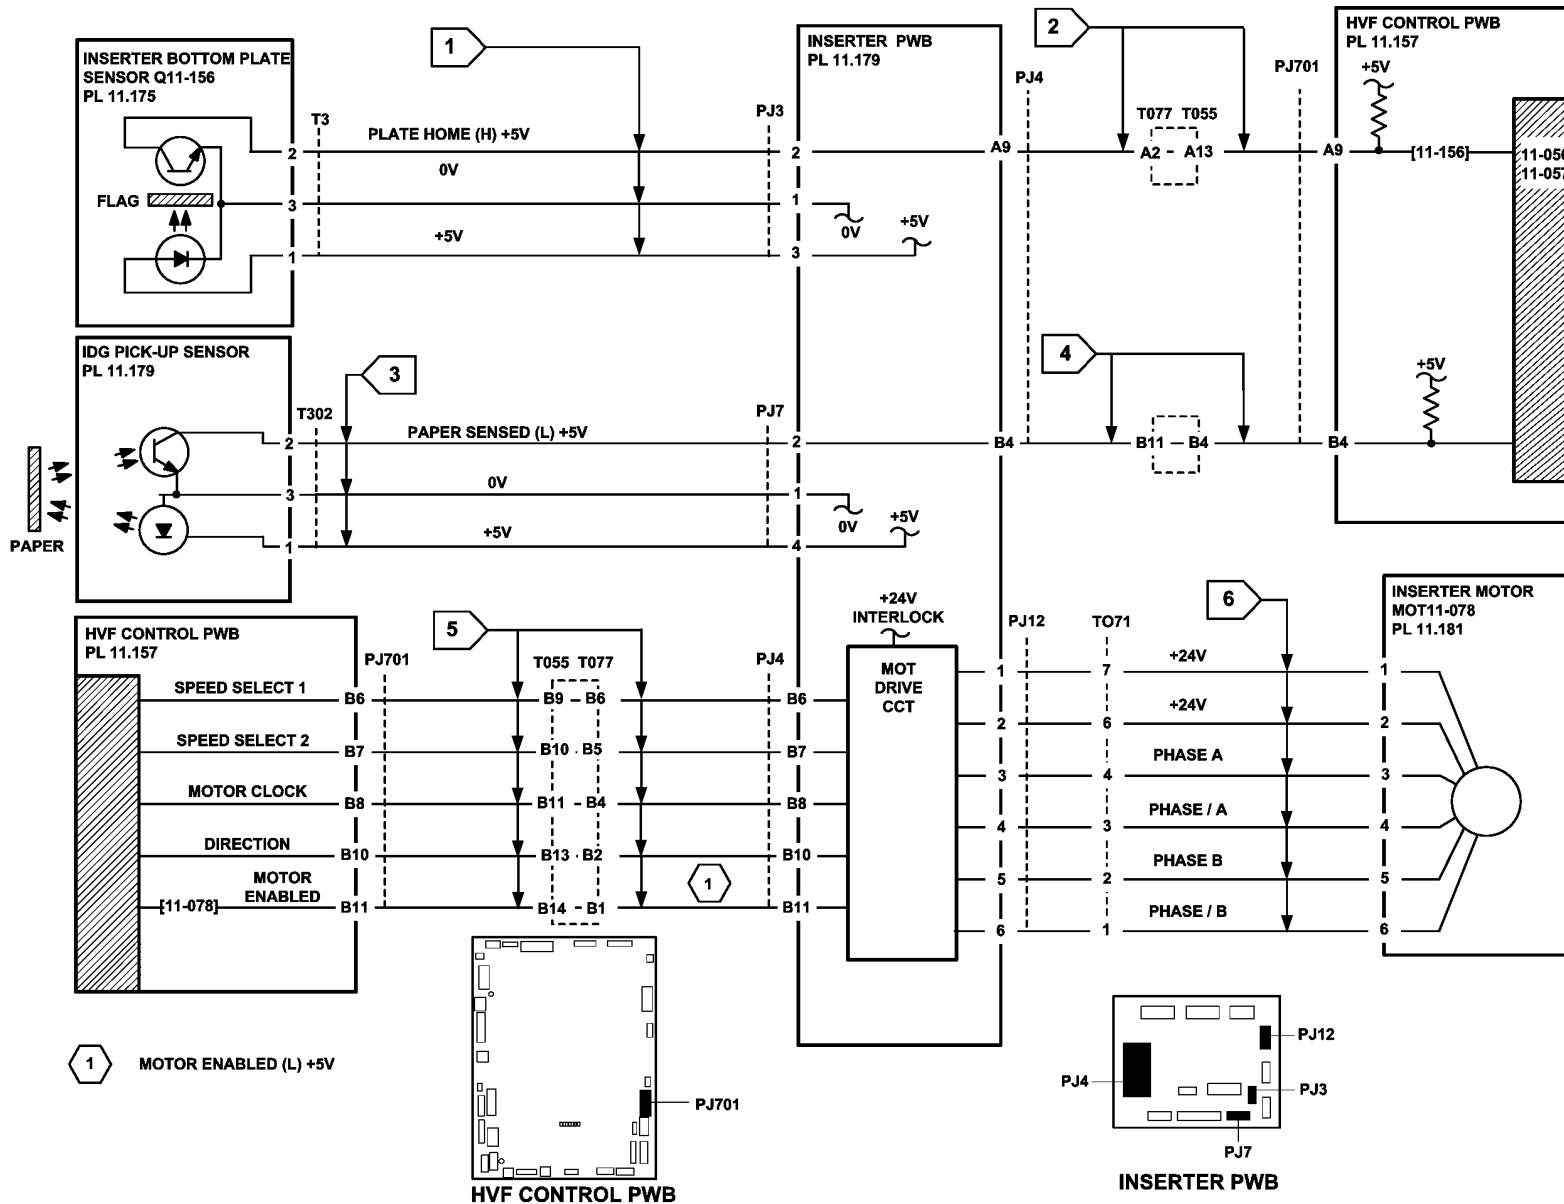 INSERTER BOTTOM PLATE
SENSOR Q11-156
PL 11.175
FLAG
2
3
1
T3
PLATE HOME (H) +5V
0V
+5V
1
PJ3
2
1
3
INSERTER PWB
PL 11.179
0V
+5V
A9
PJ4
2
T077 T055
A2 A13
PJ701
A9
HVF CONTROL PWB
PL 11.157
+5V
[11-156]
11-056
11-057
IDG PICK-UP SENSOR
PL 11.179
PAPER
2
3
1
T302
3
PAPER SENSED (L) +5V
0V
+5V
PJ7
2
1
4
0V
+5V
B4
4
B11 B4
B4
+5V
HVF CONTROL PWB
PL 11.157
SPEED SELECT 1
SPEED SELECT 2
MOTOR CLOCK
DIRECTION
MOTOR
ENABLED
[11-078]
PJ701
B6
B7
B8
B10
B11
5
T055 T077
B9 B6
B10 B5
B11 B4
B13 B2
B14 B1
1
PJ4
B6
B7
B8
B10
B11
+24V
INTERLOCK
MOT
DRIVE
CCT
1
2
3
4
5
6
PJ12
TO71
7
6
4
3
2
1
+24V
+24V
PHASE A
PHASE / A
PHASE B
PHASE / B
6
INSERTER MOTOR
MOT11-078
PL 11.181
1
2
3
4
5
6
1 MOTOR ENABLED (L) +5V
PJ701
HVF CONTROL PWB
PJ12
PJ4
PJ3
PJ7
INSERTER PWB